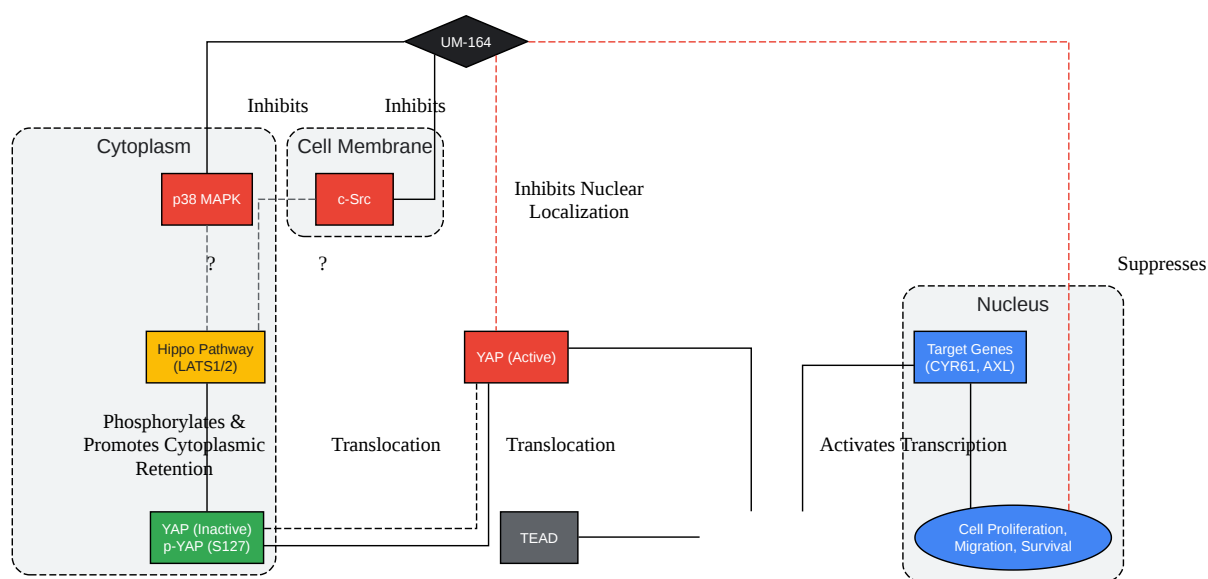 UM-164
Inhibits
Inhibits
Cytoplasm
Cell Membrane
p38 MAPK
c-Src
Inhibits Nuclear
Localization
?
?
Suppresses
Nucleus
Hippo Pathway
(LATS1/2)
YAP (Active)
Target Genes
(CYR61, AXL)
Phosphorylates &
Promotes Cytoplasmic
Retention
Translocation
Translocation
Activates Transcription
YAP (Inactive)
p-YAP (S127)
TEAD
Cell Proliferation,
Migration, Survival